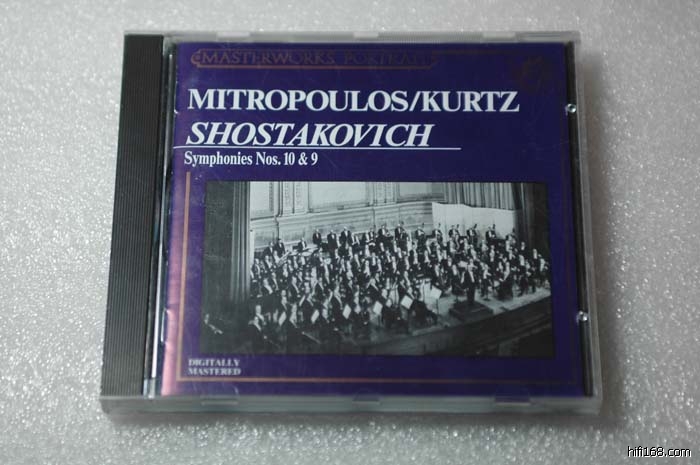 MASTERWORKS PORTRAIT
MITROPOULOS/KURTZ
SHOSTAKOVICH
Symphonies Nos. 10 & 9
DIGITALLY
MASTERED
hifi168.com